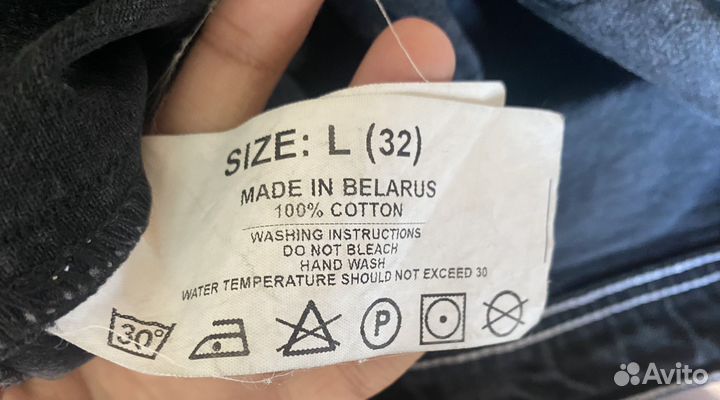 SIZE: L (32)
MADE IN BELARUS
100% COTTON
WASHING INSTRUCTIONS
DO NOT BLEACH
HAND WASH
WATER TEMPERATURE SHOULD NOT EXCEED 30
30° P
Avito